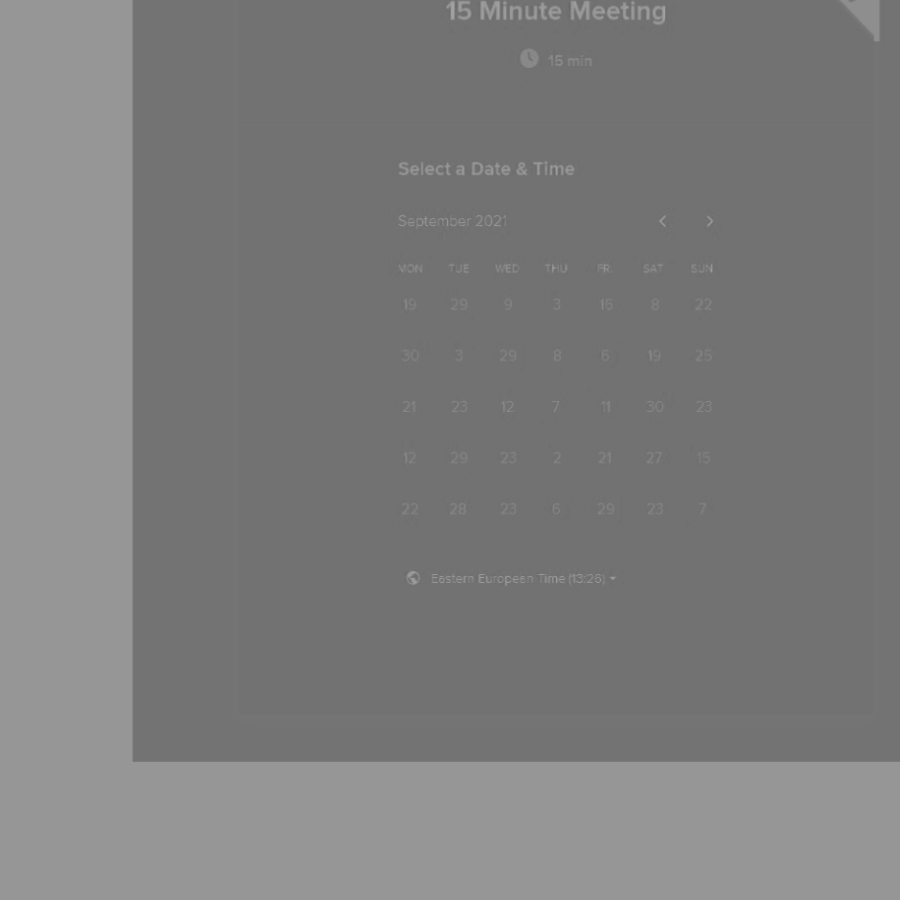 15 Minute Meeting
15 min
Select a Date & Time
September 2021
MON TUE WED THU FRI SAT SUN
19 29 9 3 16 8 22
30 3 29 8 6 19 25
21 23 12 7 11 30 23
12 29 23 2 21 27 15
22 28 23 6 29 23 7
Eastern European Time (13:26)